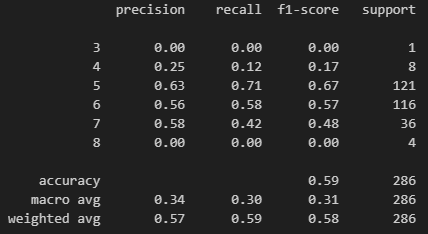 precision recall f1-score support
3 0.00 0.00 0.00 1
4 0.25 0.12 0.17 8
5 0.63 0.71 0.67 121
6 0.56 0.58 0.57 116
7 0.58 0.42 0.48 36
8 0.00 0.00 0.00 4
accuracy 0.59 286
macro avg 0.34 0.30 0.31 286
weighted avg 0.57 0.59 0.58 286